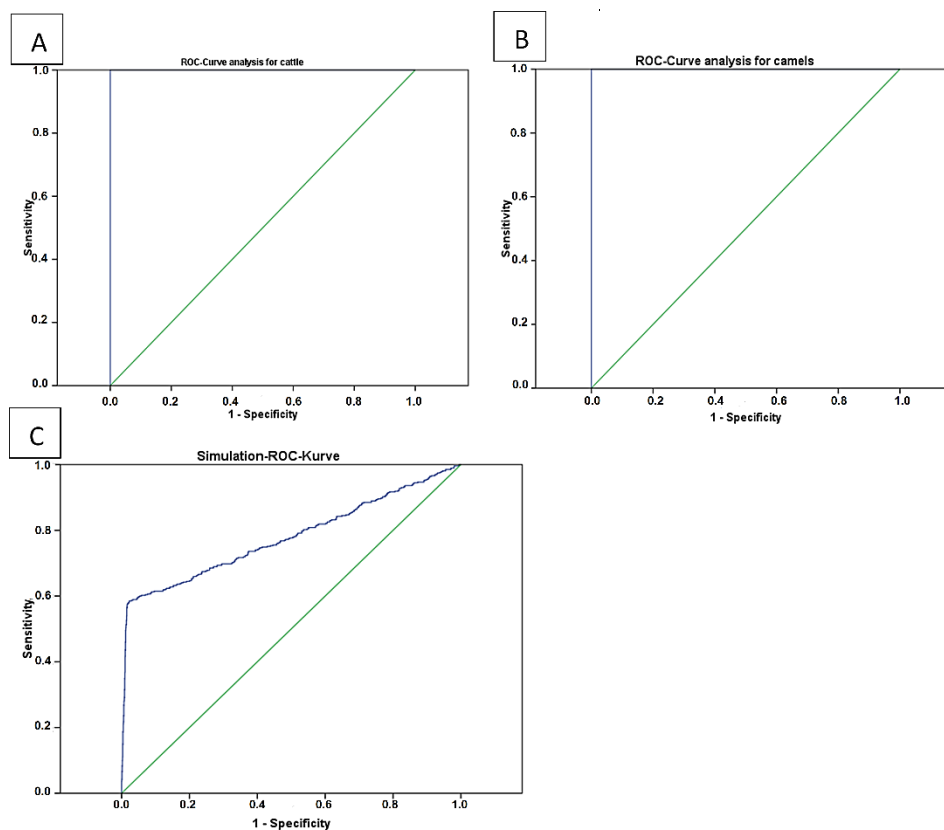 A
ROC-Curve analysis for cattle
1.0
0.8
0.6
0.4
0.2
0.0
Sensitivity
0.0 0.2 0.4 0.6 0.8 1.0
1 - Specificity
B
ROC-Curve analysis for camels
1.0
0.8
0.6
0.4
0.2
0.0
Sensitivity
0.0 0.2 0.4 0.6 0.8 1.0
1 - Specificity
C
Simulation-ROC-Kurve
1.0
0.8
0.6
0.4
0.2
0.0
Sensitivity
0.0 0.2 0.4 0.6 0.8 1.0
1 - Specificity